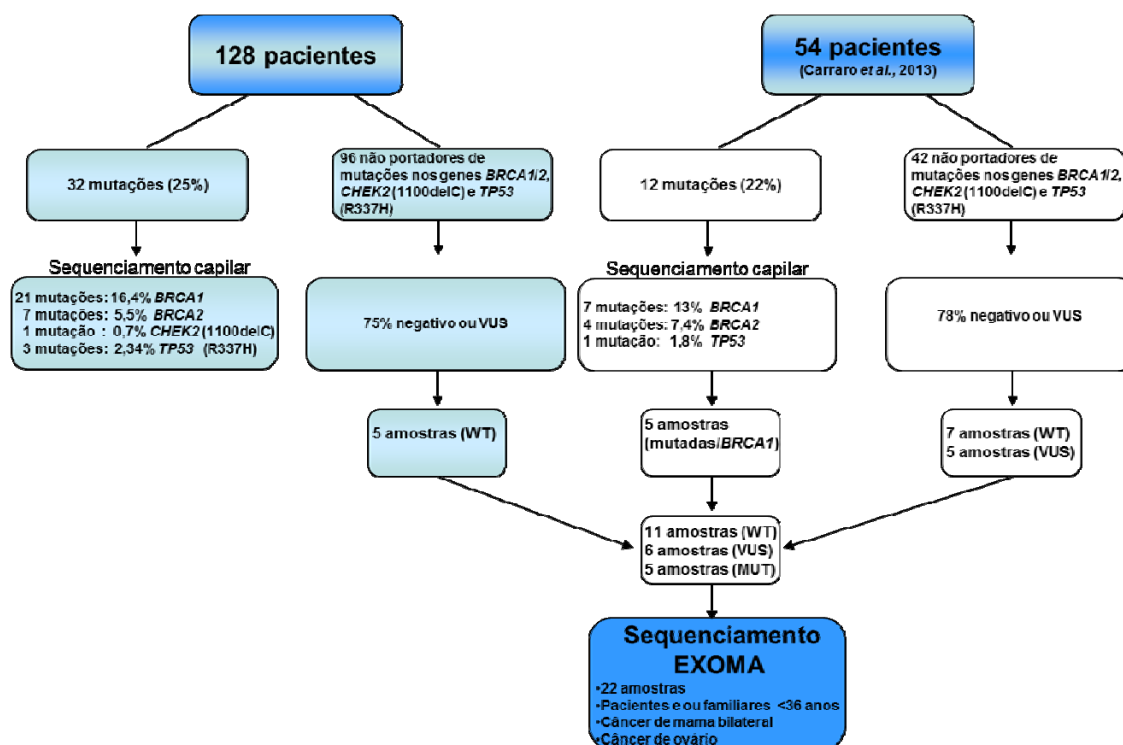 128 pacientes
54 pacientes
(Carraro et al., 2013)
32 mutações (25%)
96 não portadores de
mutações nos genes BRCA1/2,
CHEK2 (1100delC) e TP53
(R337H)
12 mutações (22%)
42 não portadores de
mutações nos genes BRCA1/2,
CHEK2 (1100delC) e TP53
(R337H)
Sequenciamento capilar
21 mutações: 16,4% BRCA1
7 mutações: 5,5% BRCA2
1 mutação : 0,7% CHEK2 (1100delC)
3 mutações: 2,34% TP53 (R337H)
75% negativo ou VUS
Sequenciamento capilar
7 mutações: 13% BRCA1
4 mutações: 7,4% BRCA2
1 mutação: 1,8% TP53
78% negativo ou VUS
5 amostras (WT)
5 amostras
(mutadas/BRCA1)
7 amostras (WT)
5 amostras (VUS)
11 amostras (WT)
6 amostras (VUS)
5 amostras (MUT)
Sequenciamento
EXOMA
•22 amostras
•Pacientes e ou familiares <36 anos
•Câncer de mama bilateral
•Câncer de ovário